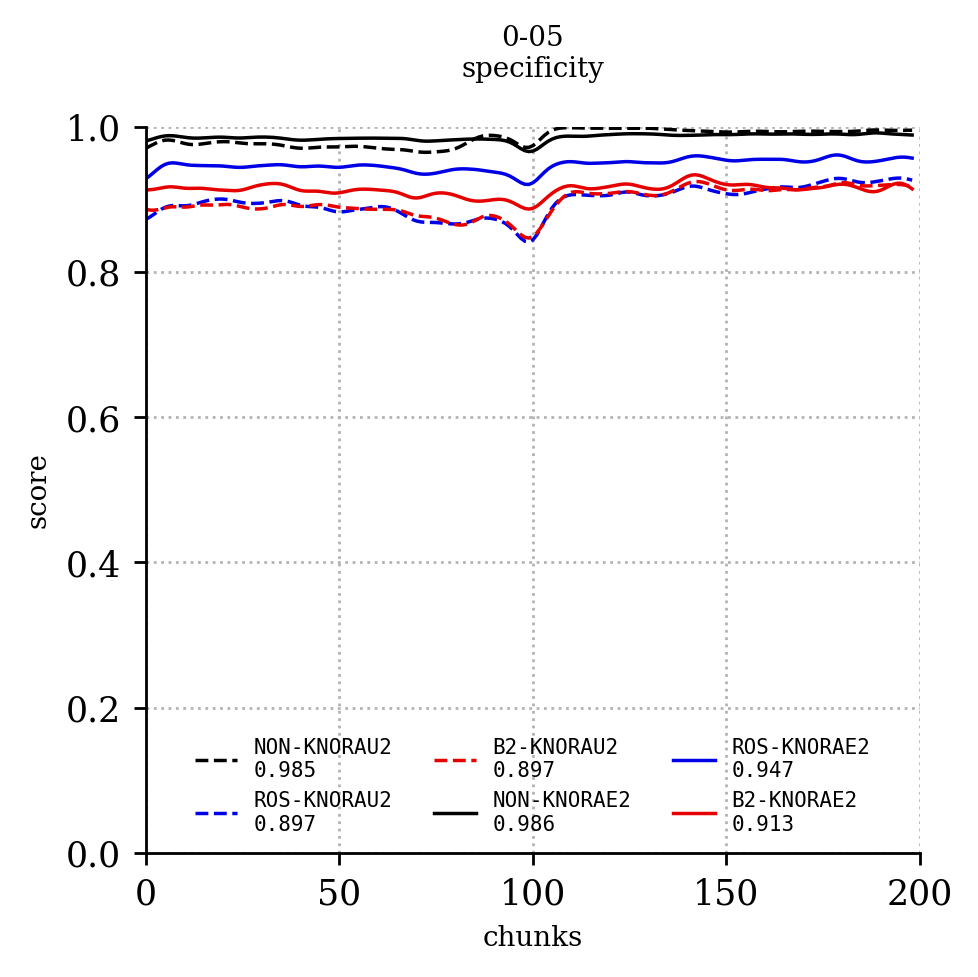 0-05
specificity
1.0
0.8
0.6
0.4
0.2
0.0
score
NON-KNORAU2
0.985
ROS-KNORAU2
0.897
B2-KNORAU2
0.897
NON-KNORAE2
0.986
ROS-KNORAE2
0.947
B2-KNORAE2
0.913
0 50 100 150 200
chunks